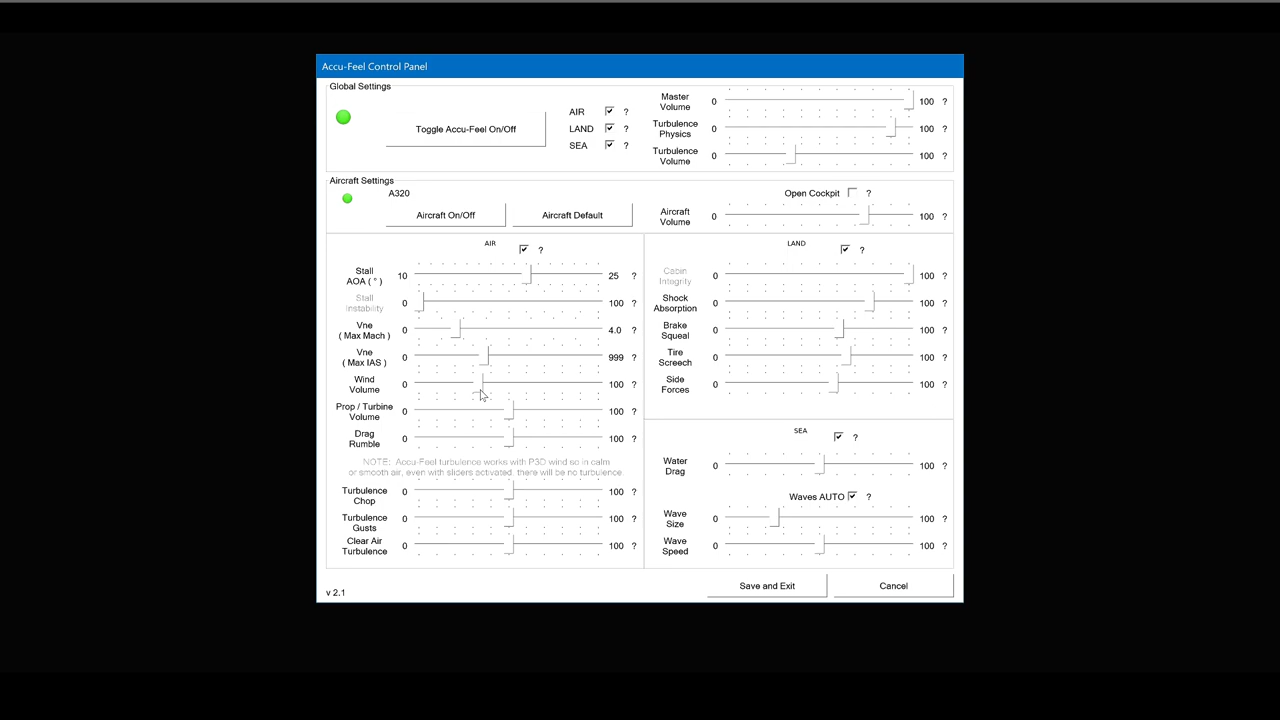 Accu-Feel Control Panel
Global Settings
Toggle Accu-Feel On/Off
AIR ?
LAND ?
SEA ?
Master Volume 0 100 ?
Turbulence Physics 0 100 ?
Turbulence Volume 0 100 ?
Aircraft Settings
A320
Aircraft On/Off
Aircraft Default
Open Cockpit ?
Aircraft Volume 0 100 ?
AIR ?
Stall AOA ( ° ) 10 25 ?
Stall Instability 0 100 ?
Vne ( Max Mach ) 0 4.0 ?
Vne ( Max IAS ) 0 999 ?
Wind Volume 0 100 ?
Prop / Turbine Volume 0 100 ?
Drag Rumble 0 100 ?
NOTE: Accu-Feel turbulence works with P3D wind so in calm
or smooth air, even with sliders activated, there will be no turbulence.
Turbulence Chop 0 100 ?
Turbulence Gusts 0 100 ?
Clear Air Turbulence 0 100 ?
LAND ?
Cabin Integrity 0 100 ?
Shock Absorption 0 100 ?
Brake Squeal 0 100 ?
Tire Screech 0 100 ?
Side Forces 0 100 ?
SEA ?
Water Drag 0 100 ?
Waves AUTO ?
Wave Size 0 100 ?
Wave Speed 0 100 ?
v 2.1
Save and Exit
Cancel